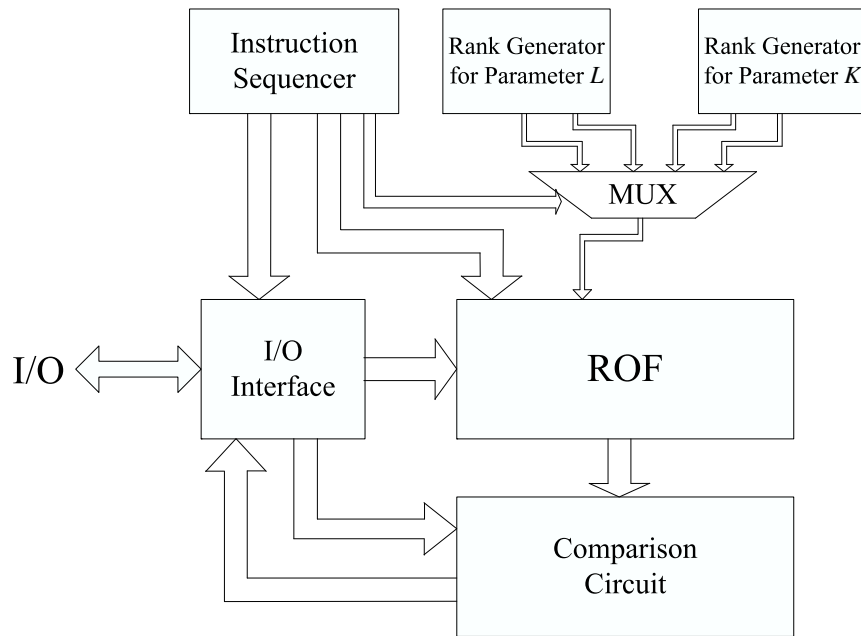 Instruction
Sequencer
Rank Generator
for Parameter L
Rank Generator
for Parameter K
MUX
I/O
I/O
Interface
ROF
Comparison
Circuit